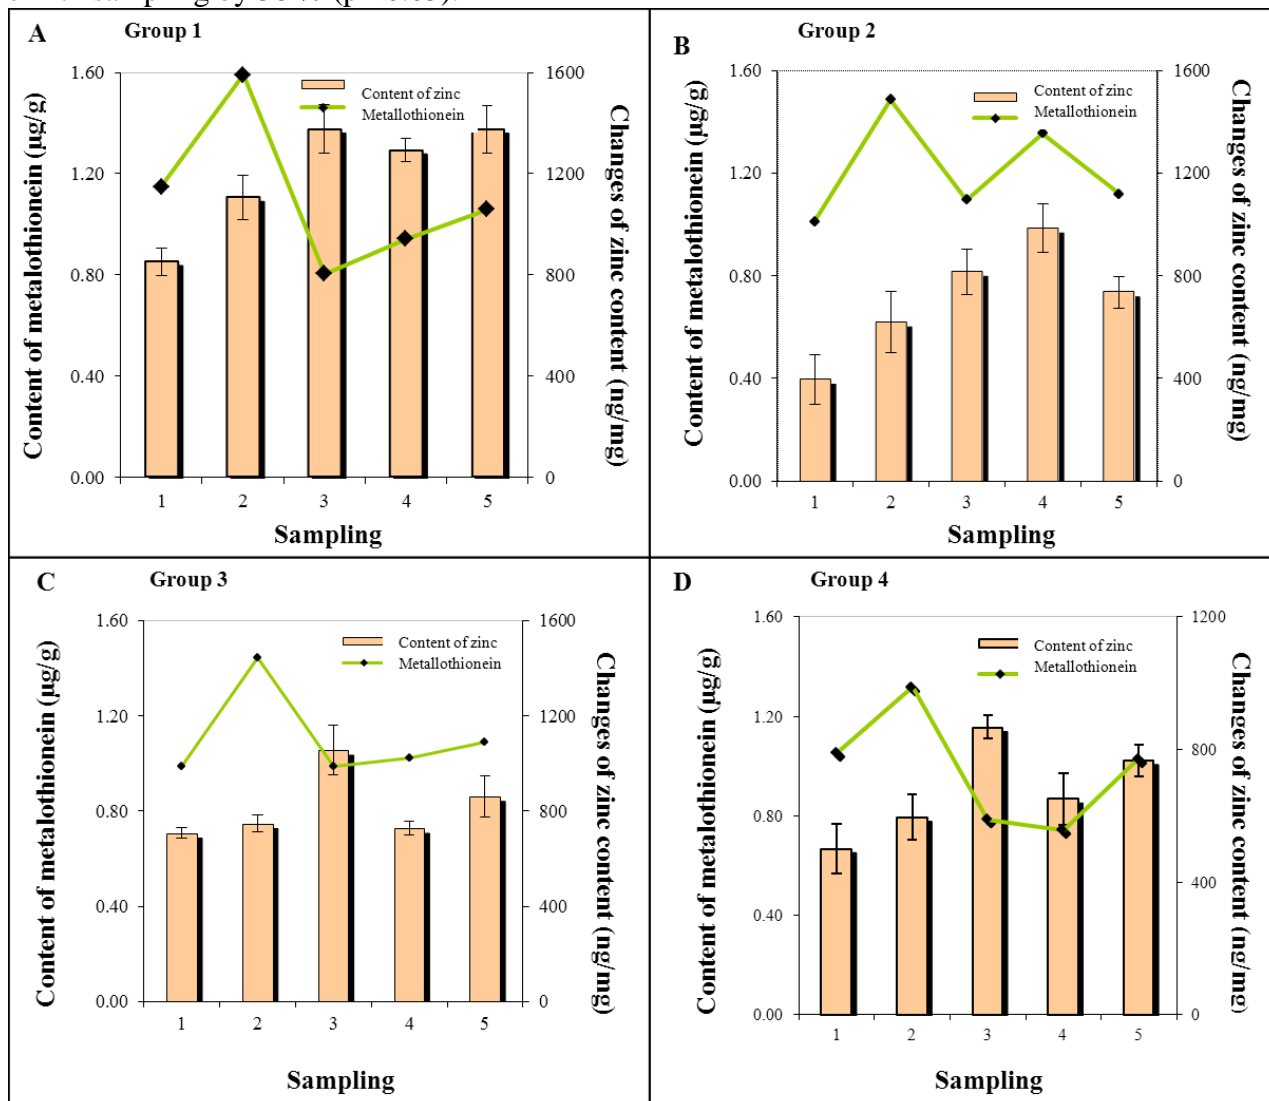 A
Group 1
Content of metalothionein (µg/g)
1.60
1.20
0.80
0.40
0.00
Content of zinc
Metallothionein
1600
1200
800
400
0
Changes of zinc content (ng/mg)
1 2 3 4 5
Sampling
B
Group 2
Content of metalothionein (µg/g)
1.60
1.20
0.80
0.40
0.00
Content of zinc
Metallothionein
1600
1200
800
400
0
Changes of zinc content (ng/mg)
1 2 3 4 5
Sampling
C
Group 3
Content of metalothionein (µg/g)
1.60
1.20
0.80
0.40
0.00
Content of zinc
Metallothionein
1600
1200
800
400
0
Changes of zinc content (ng/mg)
1 2 3 4 5
Sampling
D
Group 4
Content of metalothionein (µg/g)
1.60
1.20
0.80
0.40
0.00
Content of zinc
Metallothionein
1200
800
400
0
Changes of zinc content (ng/mg)
1 2 3 4 5
Sampling